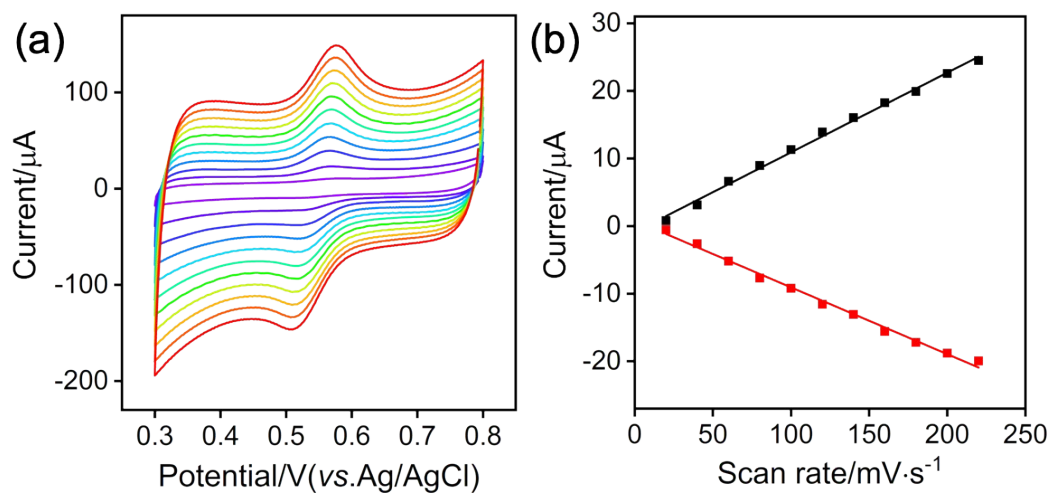 (a)
Current/μA
100
0
-100
-200
0.3 0.4 0.5 0.6 0.7 0.8
Potential/V(vs.Ag/AgCl)
(b)
Current/μA
30
20
10
0
-10
-20
0 50 100 150 200 250
Scan rate/mV·s⁻¹